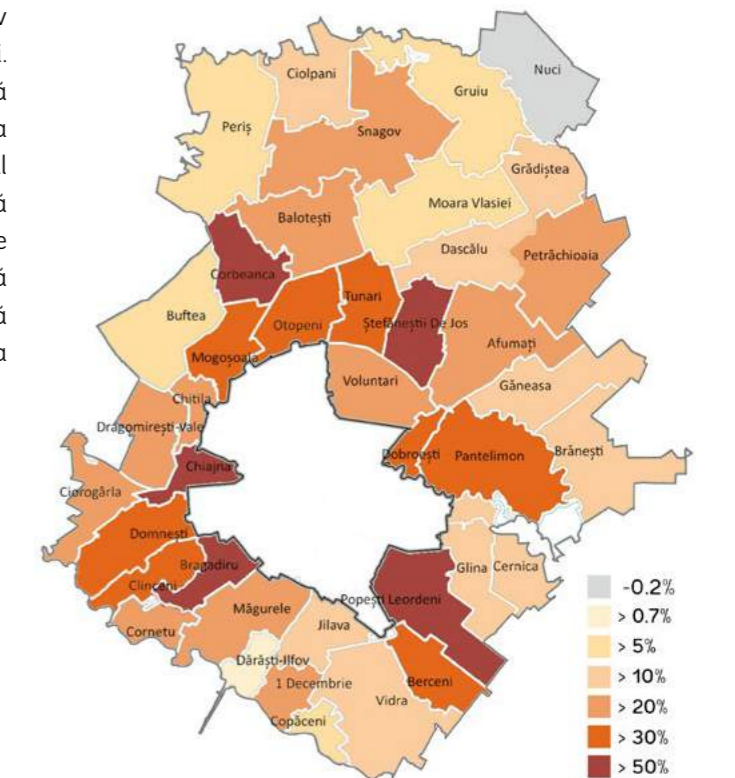 v
i.
ă
a
l
ă
e
ă
ă
a
Nuci
Ciolpani
Gruiu
Periș
Snagov
Grădiștea
Moara Vlasiei
Balotești
Dascălu
Petrăchioaia
Corbeanca
Tunari
Buftea
Otopeni
Ștefăneștii De Jos
Mogoșoaia
Afumați
Voluntari
Găneasa
Chitila
Dragomirești-Vale
Dobroești
Pantelimon
Brănești
Chiajna
Ciorogârla
Domnești
Bragadiru
Glina
Cernica
Clinceni
Popești Leordeni
Măgurele
Jilava
Cornetu
Dărăști-Ilfov
1 Decembrie
Berceni
Vidra
Copăceni
-0.2%
> 0.7%
> 5%
> 10%
> 20%
> 30%
> 50%